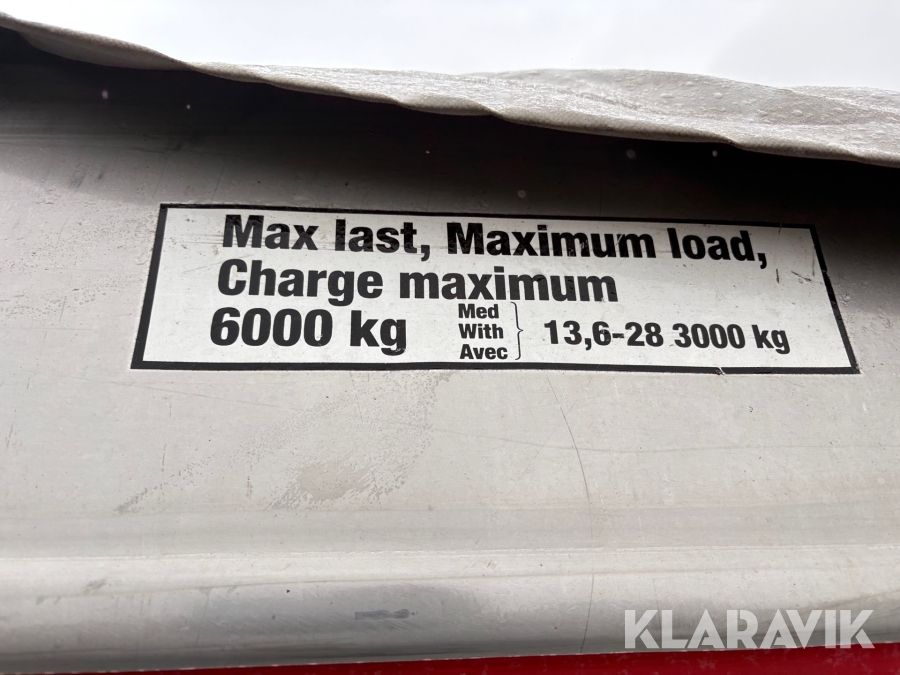 Max last, Maximum load,
Charge maximum
6000 kg Med With Avec } 13,6-28 3000 kg
KLARAVIK